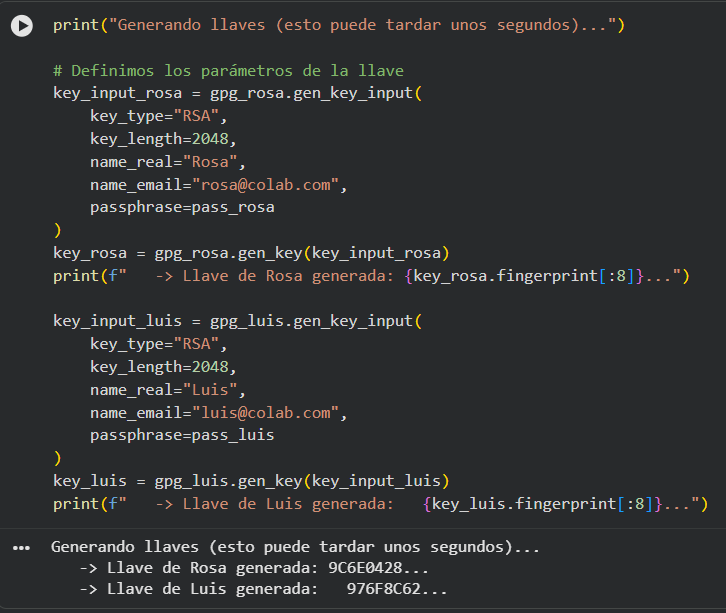 print("Generando llaves (esto puede tardar unos segundos)...")
# Definimos los parámetros de la llave
key_input_rosa = gpg_rosa.gen_key_input(
    key_type="RSA",
    key_length=2048,
    name_real="Rosa",
    name_email="rosa@colab.com",
    passphrase=pass_rosa
)
key_rosa = gpg_rosa.gen_key(key_input_rosa)
print(f"   -> Llave de Rosa generada: {key_rosa.fingerprint[:8]}...")
key_input_luis = gpg_luis.gen_key_input(
    key_type="RSA",
    key_length=2048,
    name_real="Luis",
    name_email="luis@colab.com",
    passphrase=pass_luis
)
key_luis = gpg_luis.gen_key(key_input_luis)
print(f"   -> Llave de Luis generada:   {key_luis.fingerprint[:8]}...")
Generando llaves (esto puede tardar unos segundos)...
   -> Llave de Rosa generada: 9C6E0428...
   -> Llave de Luis generada:   976F8C62...